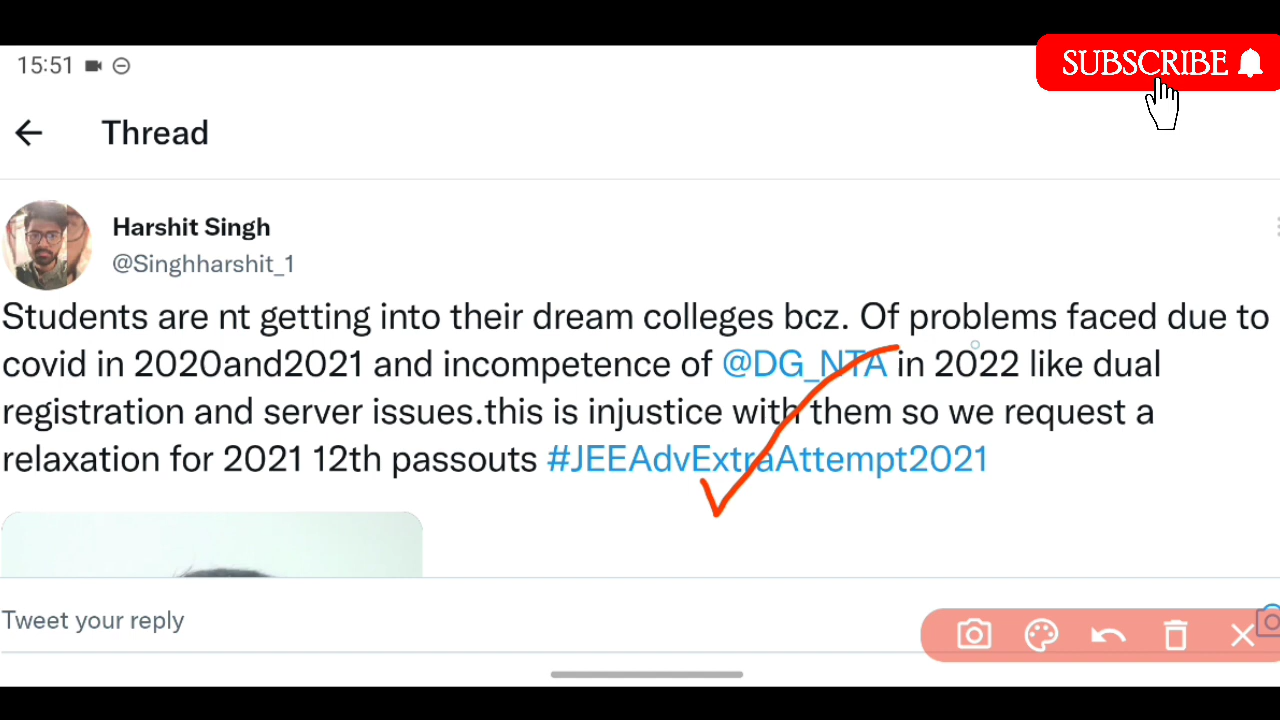 15:51
SUBSCRIBE
Thread
Harshit Singh
@Singhharshit_1
Students are nt getting into their dream colleges bcz. Of problems faced due to
covid in 2020and2021 and incompetence of @DG_NTA in 2022 like dual
registration and server issues.this is injustice with them so we request a
relaxation for 2021 12th passouts #JEEAdvExtraAttempt2021
Tweet your reply